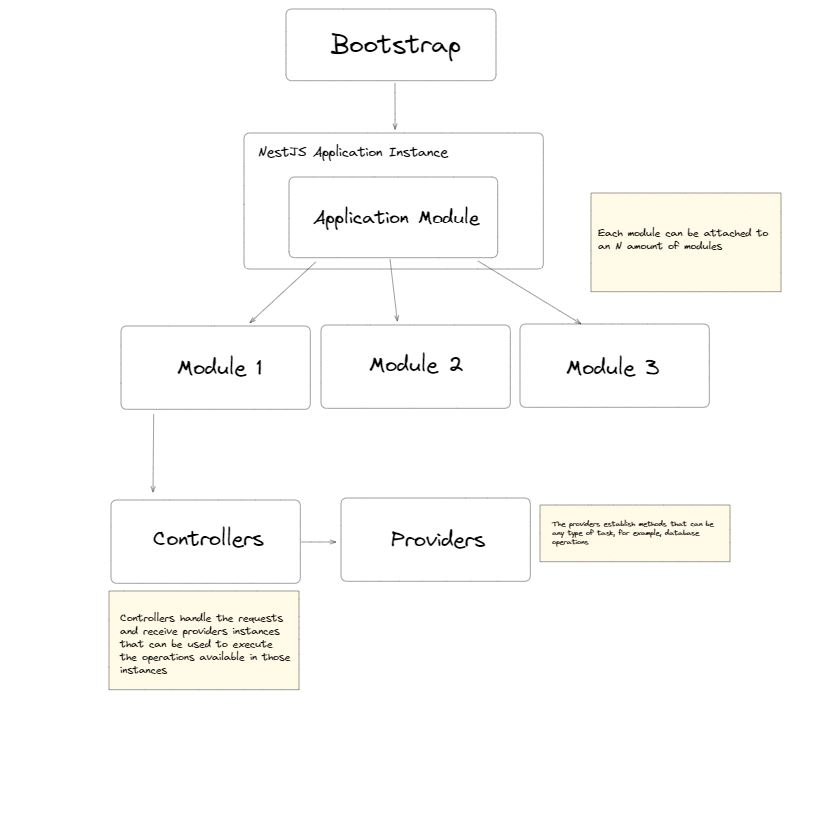 Bootstrap
NestJS Application Instance
Application Module
Each module can be attached to
an N amount of modules
Module 1
Module 2
Module 3
Controllers
Providers
The providers establish methods that can be
any type of task, for example, database
operations
Controllers handle the requests
and receive providers instances
that can be used to execute
the operations available in those
instances